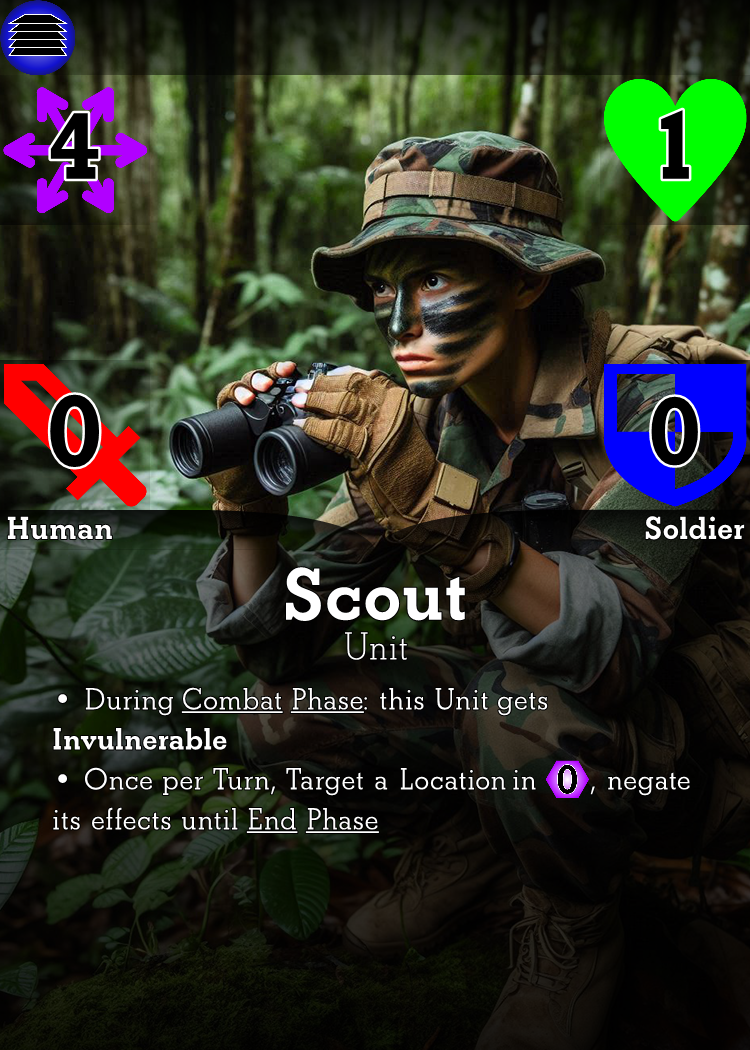 4
1
0
0
Human
Soldier
Scout
Unit
• During Combat Phase: this Unit gets
Invulnerable
• Once per Turn, Target a Location in 0, negate
its effects until End Phase